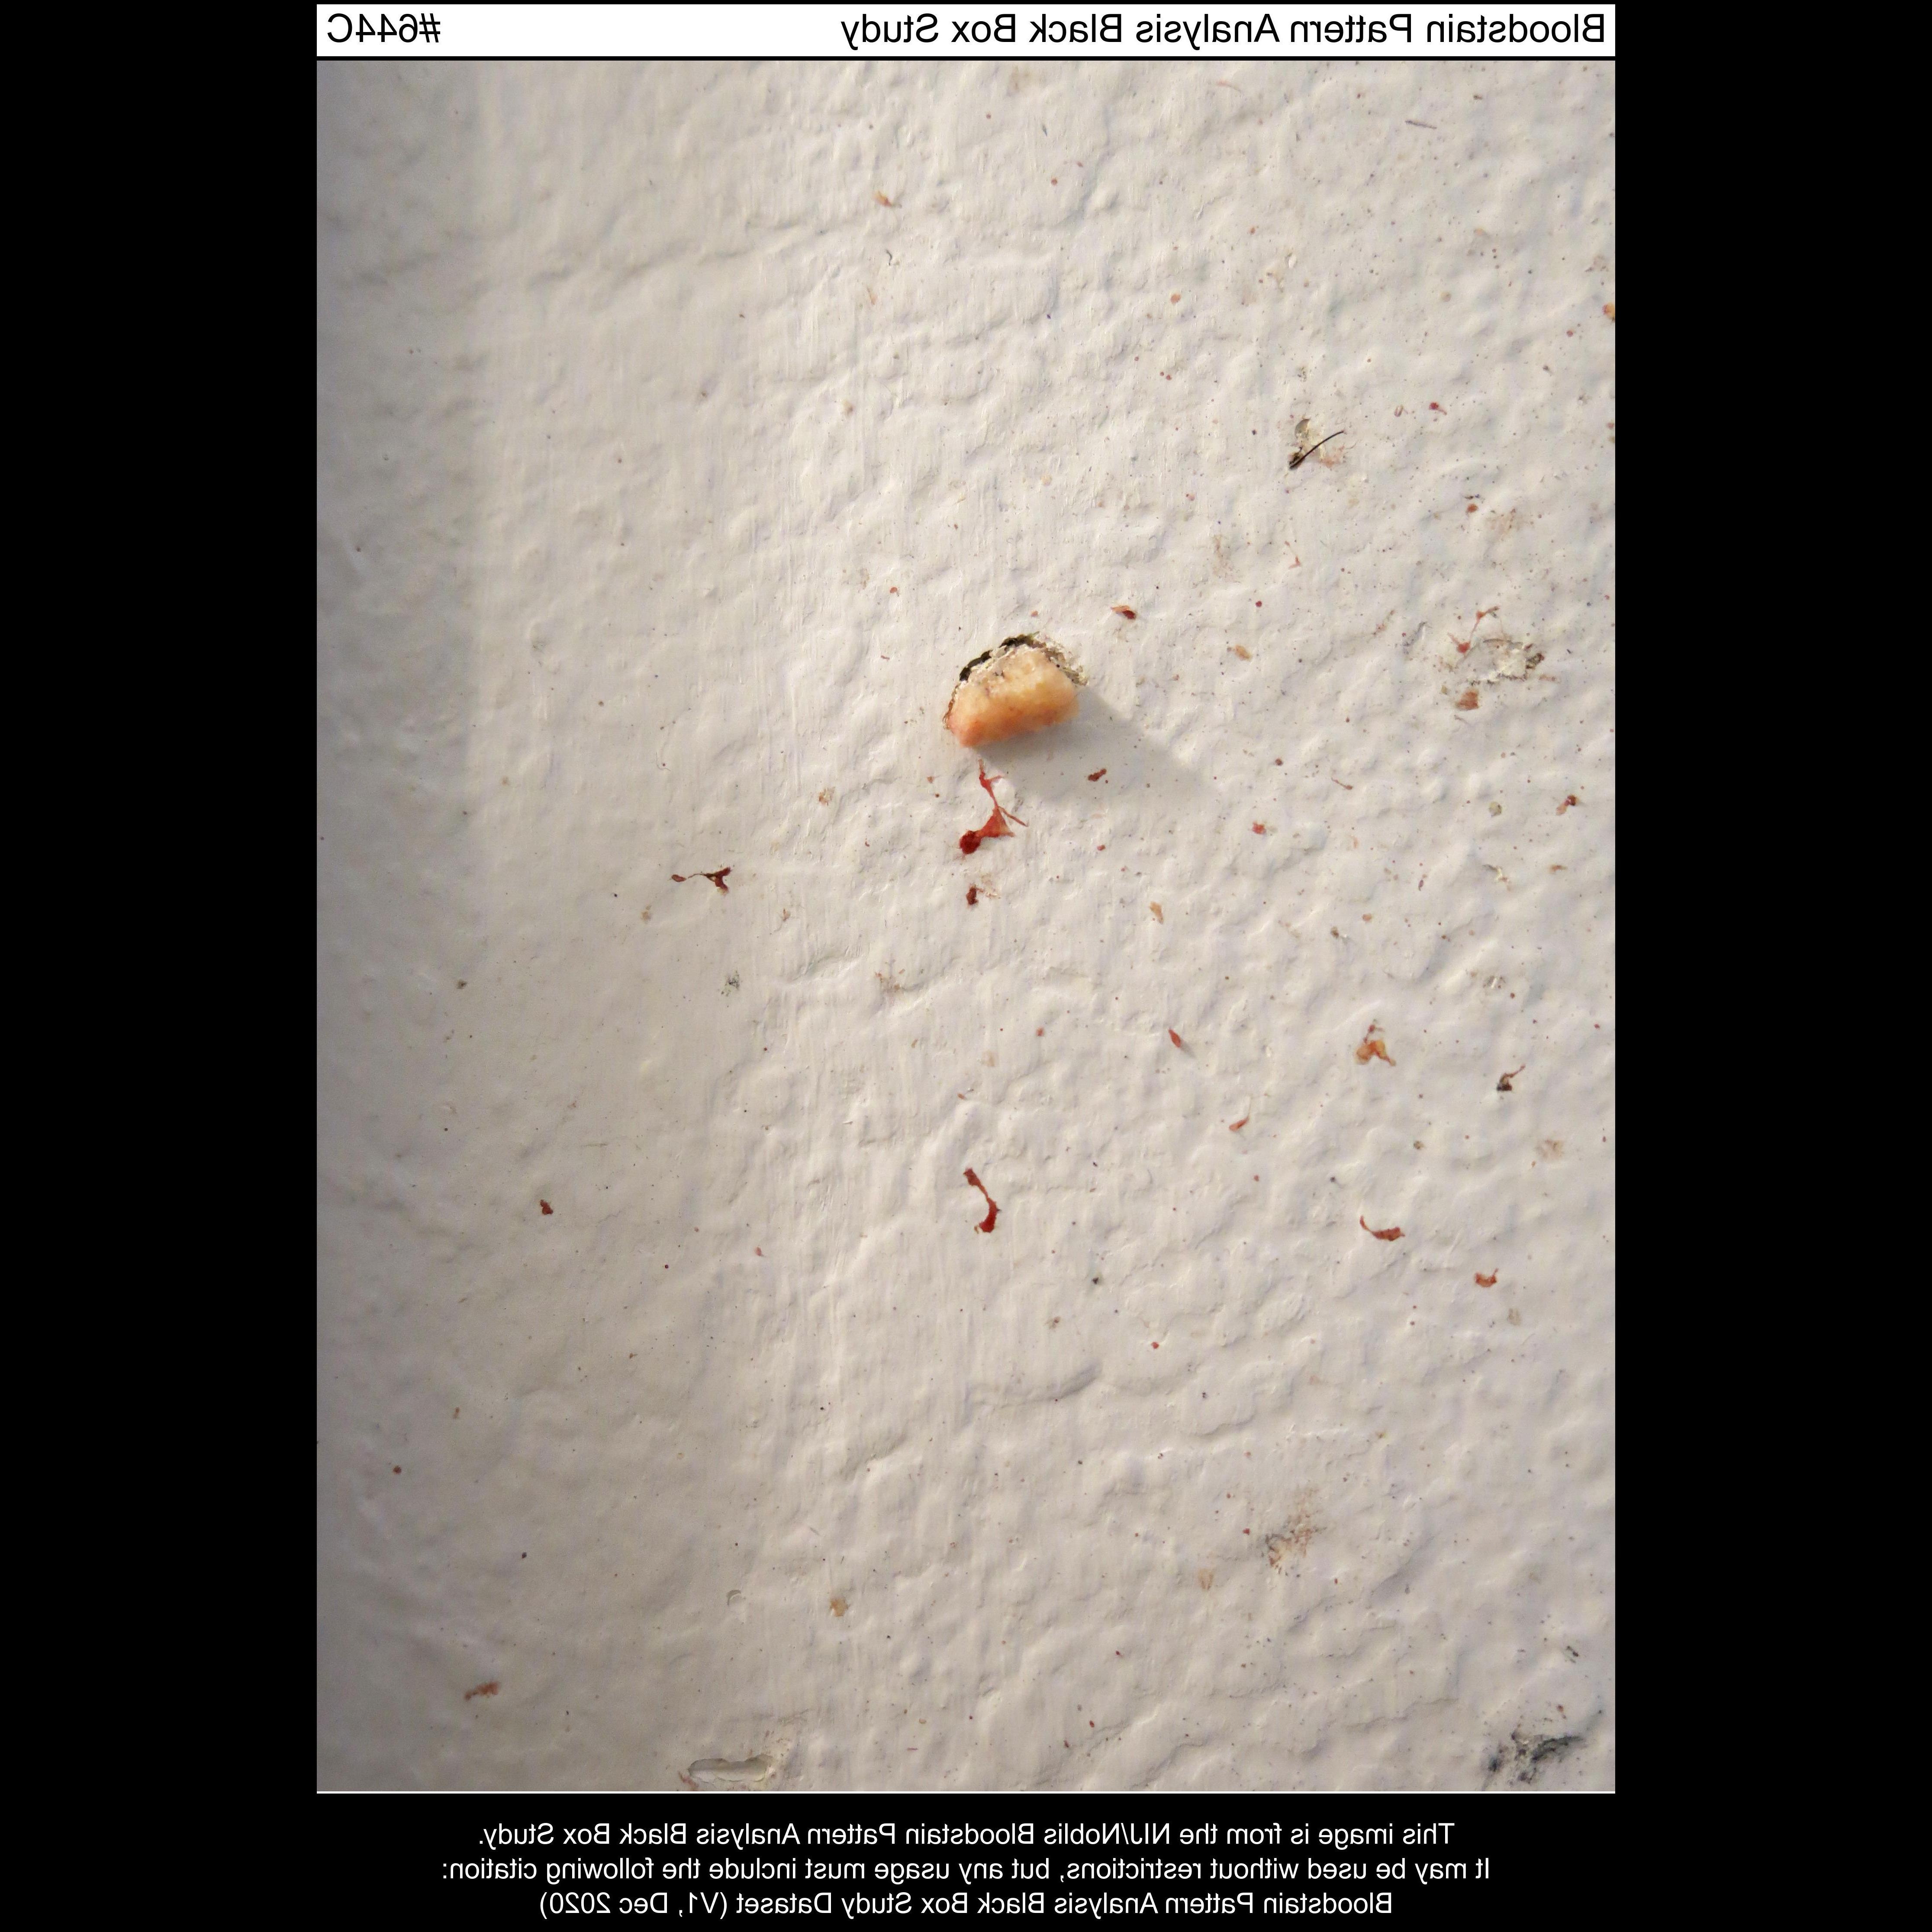 Bloodstain Pattern Analysis Black Box Study #644C
This image is from the NIJ/Noblis Bloodstain Pattern Analysis Black Box Study.
It may be used without restrictions, but any usage must include the following citation:
Bloodstain Pattern Analysis Black Box Study Dataset (V1, Dec 2020)